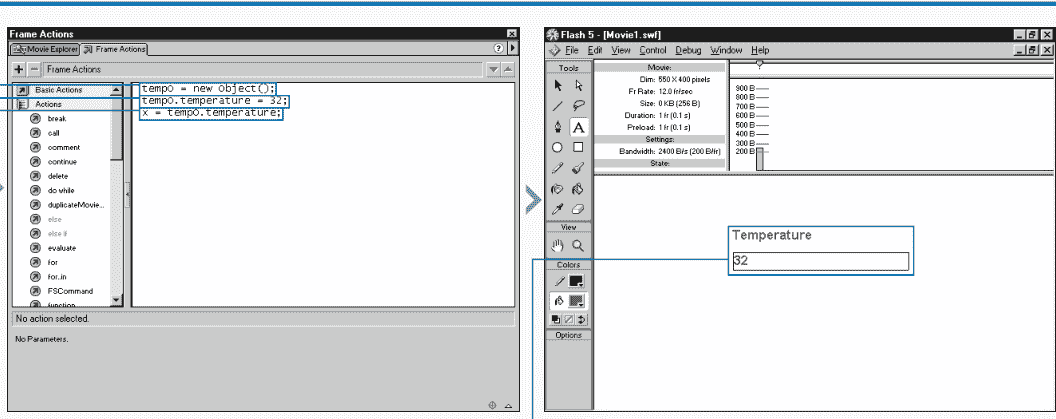 Frame Actions
Movie Explorer Frame Actions
Frame Actions
Basic Actions
Actions
break
call
comment
continue
delete
do while
duplicateMovie...
else
else if
evaluate
for
for..in
FSCommand
function
tempO = new Object();
tempO.temperature = 32;
x = tempO.temperature;
No action selected.
No Parameters.
Flash 5 - [Movie1.swf]
File Edit View Control Debug Window Help
Tools
View
Colors
Options
Movie:
Dim: 550 X 400 pixels
Fr Rate: 12.0 fr/sec
Size: 0 KB (256 B)
Duration: 1 fr (0.1 s)
Preload: 1 fr (0.1 s)
Settings:
Bandwidth: 2400 B/s (200 B/fr)
State:
900 B
800 B
700 B
600 B
500 B
400 B
300 B
200 B
Temperature
32